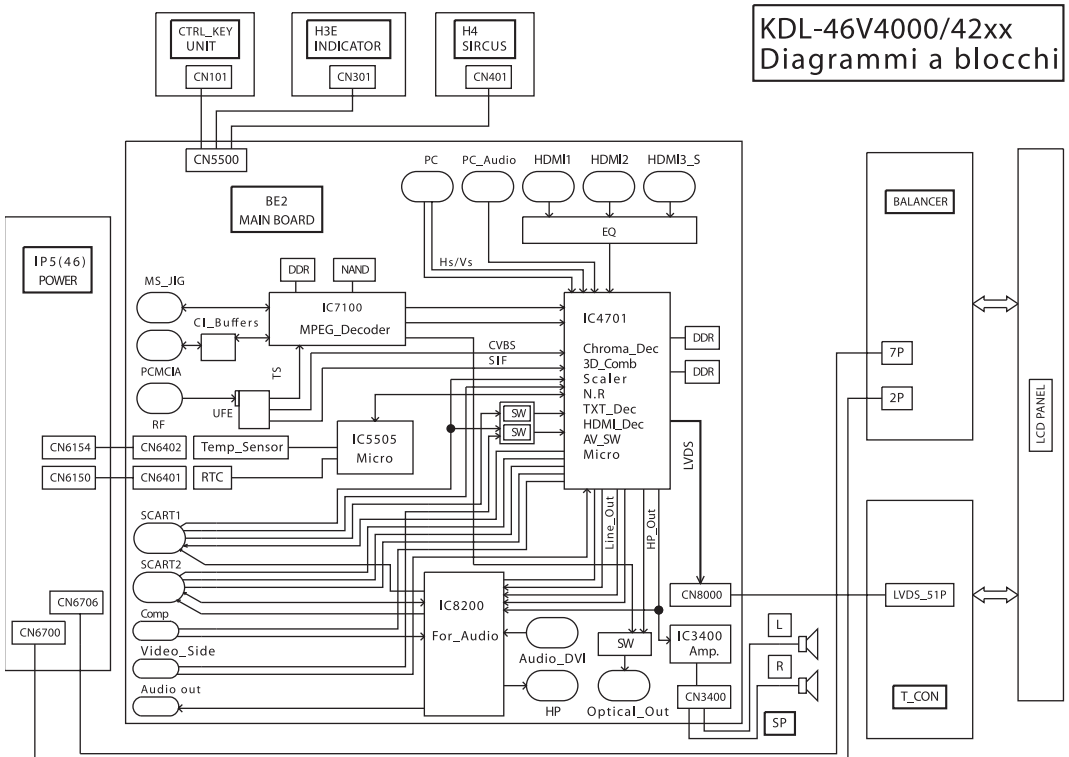 KDL-46V4000/42xx
Diagrammi a blocchi
CTRL_KEY
UNIT
CN101
H3E
INDICATOR
CN301
H4
SIRCUS
CN401
CN5500
BE2
MAIN BOARD
PC
PC_Audio
HDMI1
HDMI2
HDMI3_S
EQ
Hs/Vs
BALANCER
7P
2P
LCD PANEL
IP5(46)
POWER
MS_JIG
DDR
NAND
IC7100
MPEG_Decoder
CI_Buffers
PCMCIA
TS
CVBS
SIF
UFE
RF
IC4701
Chroma_Dec
3D_Comb
Scaler
N.R
TXT_Dec
HDMI_Dec
AV_SW
Micro
DDR
DDR
SW
SW
LVDS
CN6154
CN6402
Temp_Sensor
IC5505
Micro
CN6150
CN6401
RTC
SCART1
SCART2
Comp
Video_Side
Audio out
Line_Out
HP_Out
IC8200
For_Audio
Audio_DVI
HP
SW
Optical_Out
CN8000
IC3400
Amp.
CN3400
L
R
SP
LVDS_51P
T_CON
CN6706
CN6700